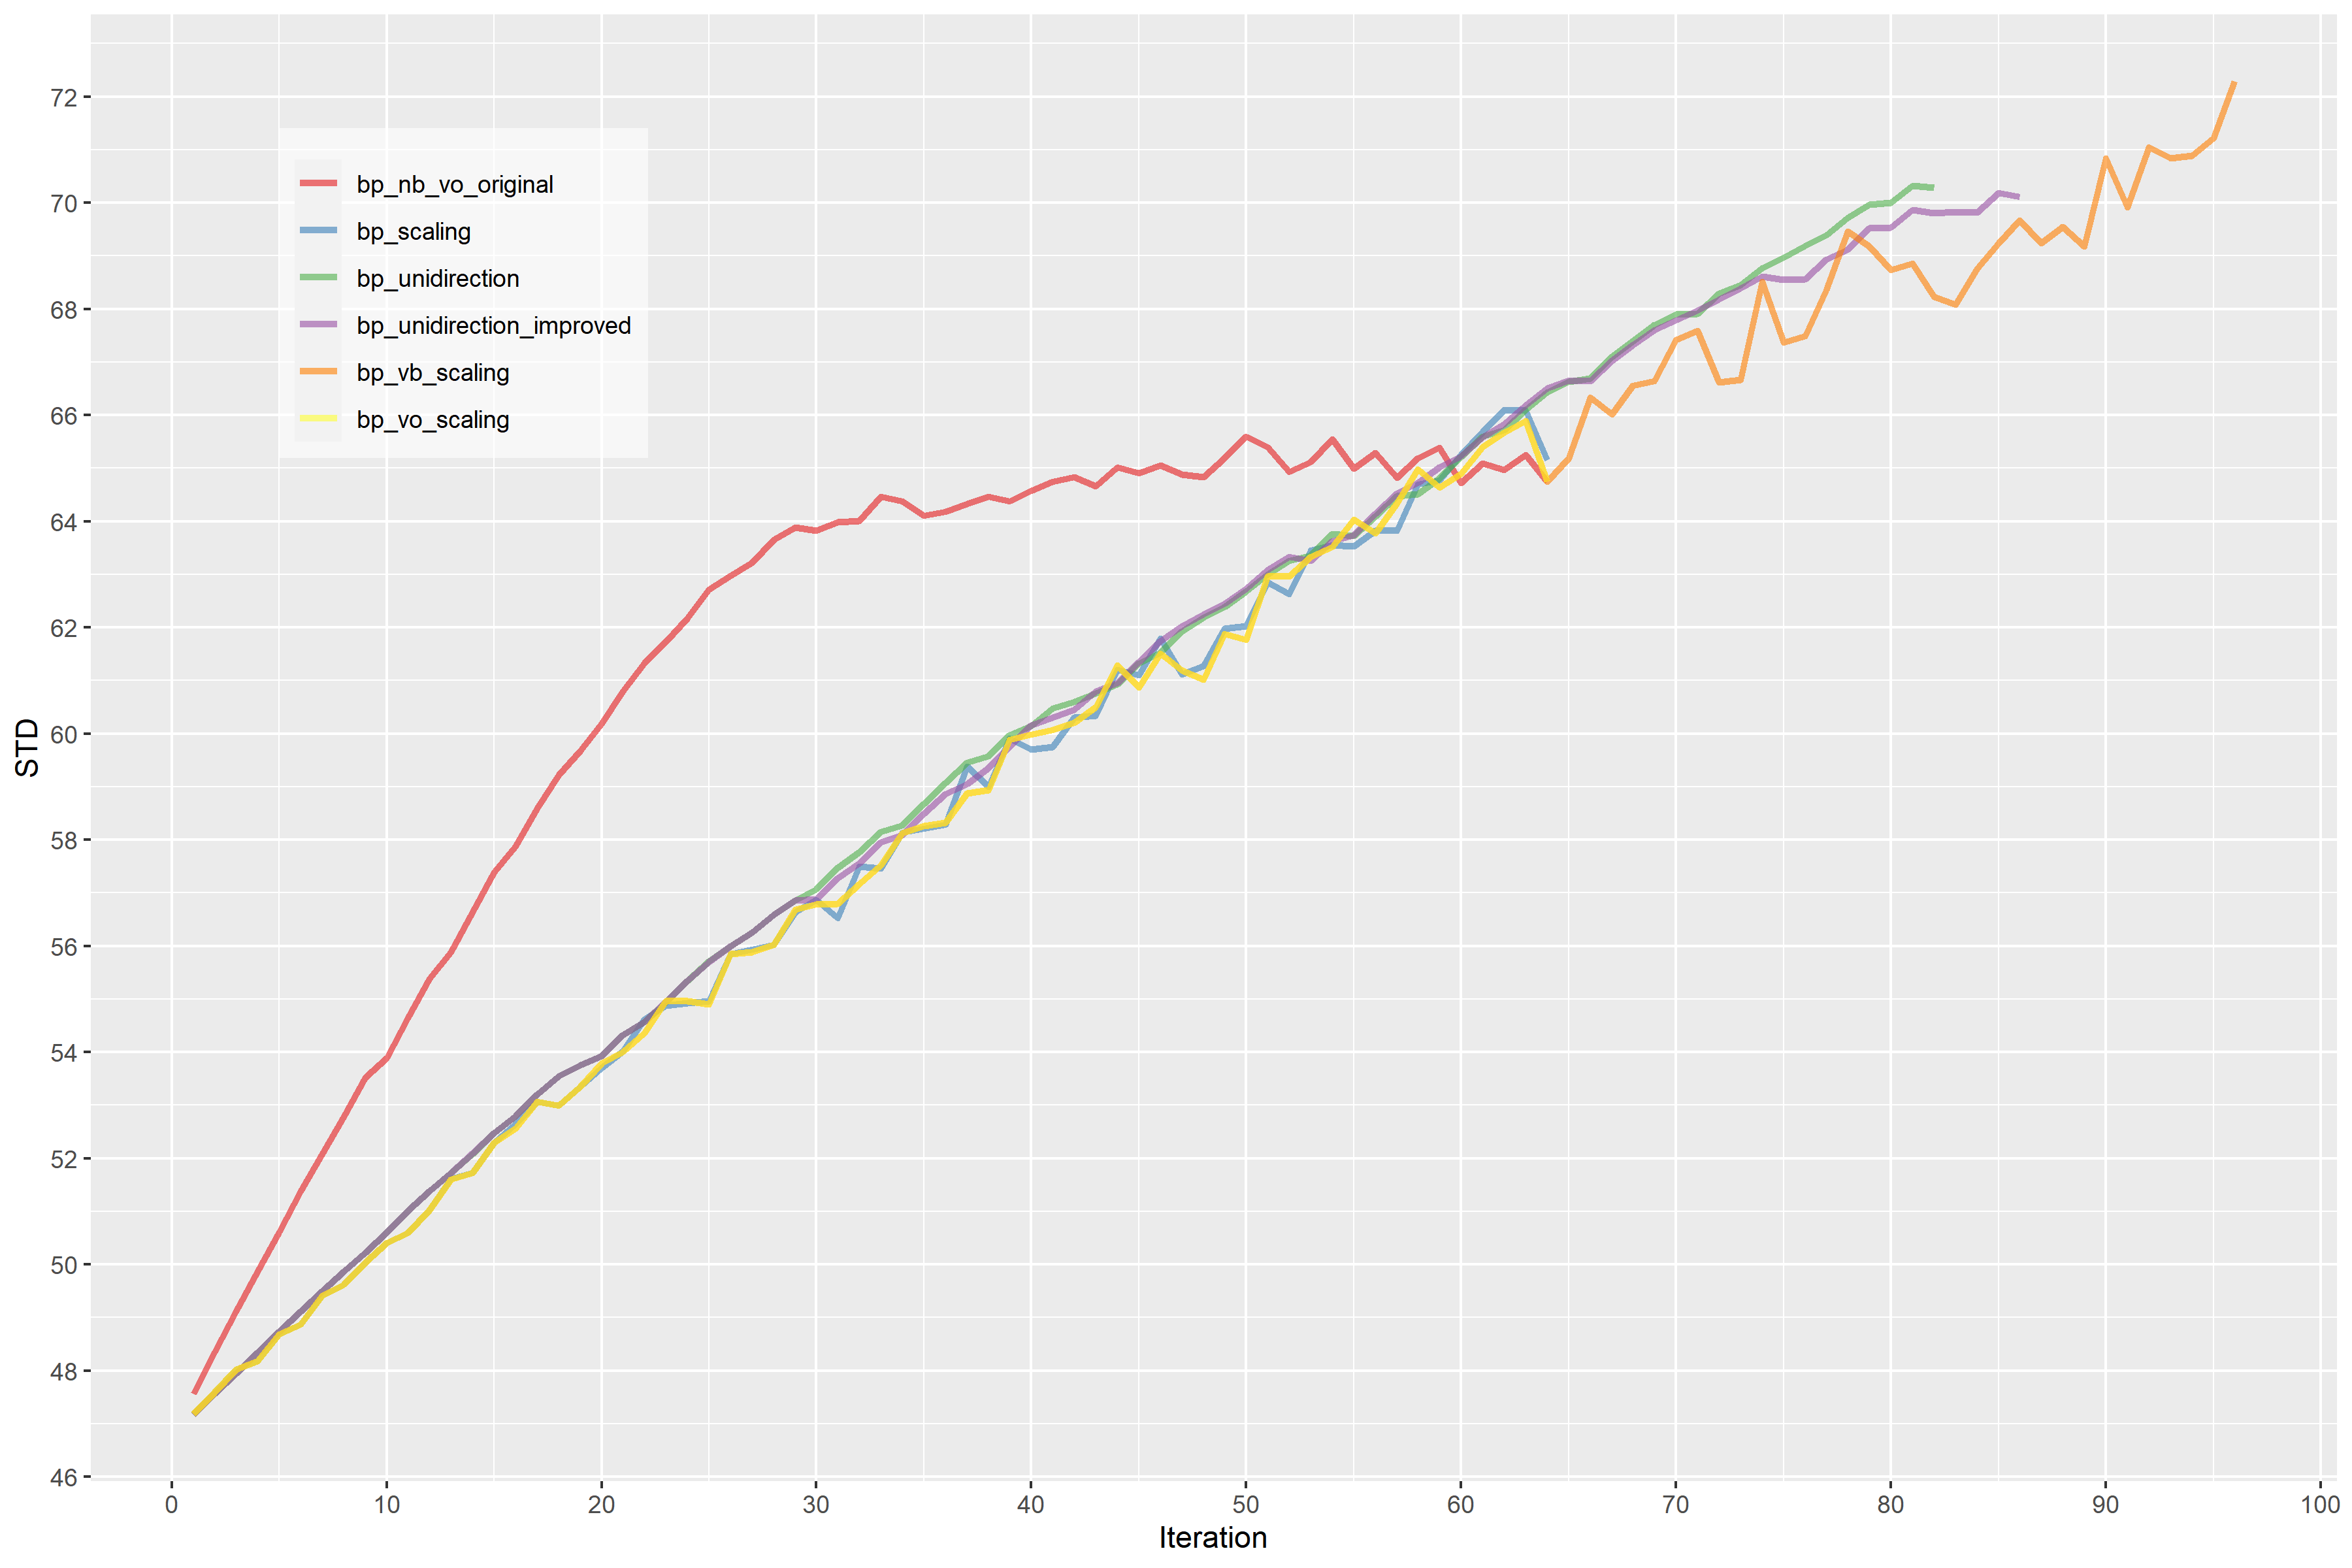 72
70
68
66
64
62
60
58
56
54
52
50
48
46
STD
bp_nb_vo_original
bp_scaling
bp_unidirection
bp_unidirection_improved
bp_vb_scaling
bp_vo_scaling
0 10 20 30 40 50 60 70 80 90 100
Iteration